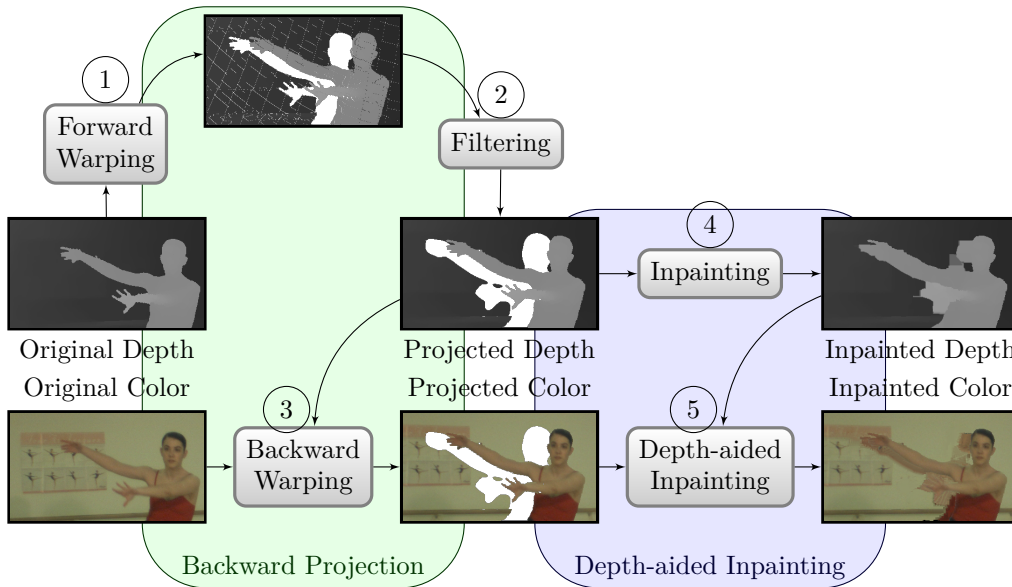 1
Forward
Warping
2
Filtering
4
Inpainting
Original Depth
Projected Depth
Inpainted Depth
Original Color
Projected Color
Inpainted Color
3
Backward
Warping
5
Depth-aided
Inpainting
Backward Projection
Depth-aided Inpainting